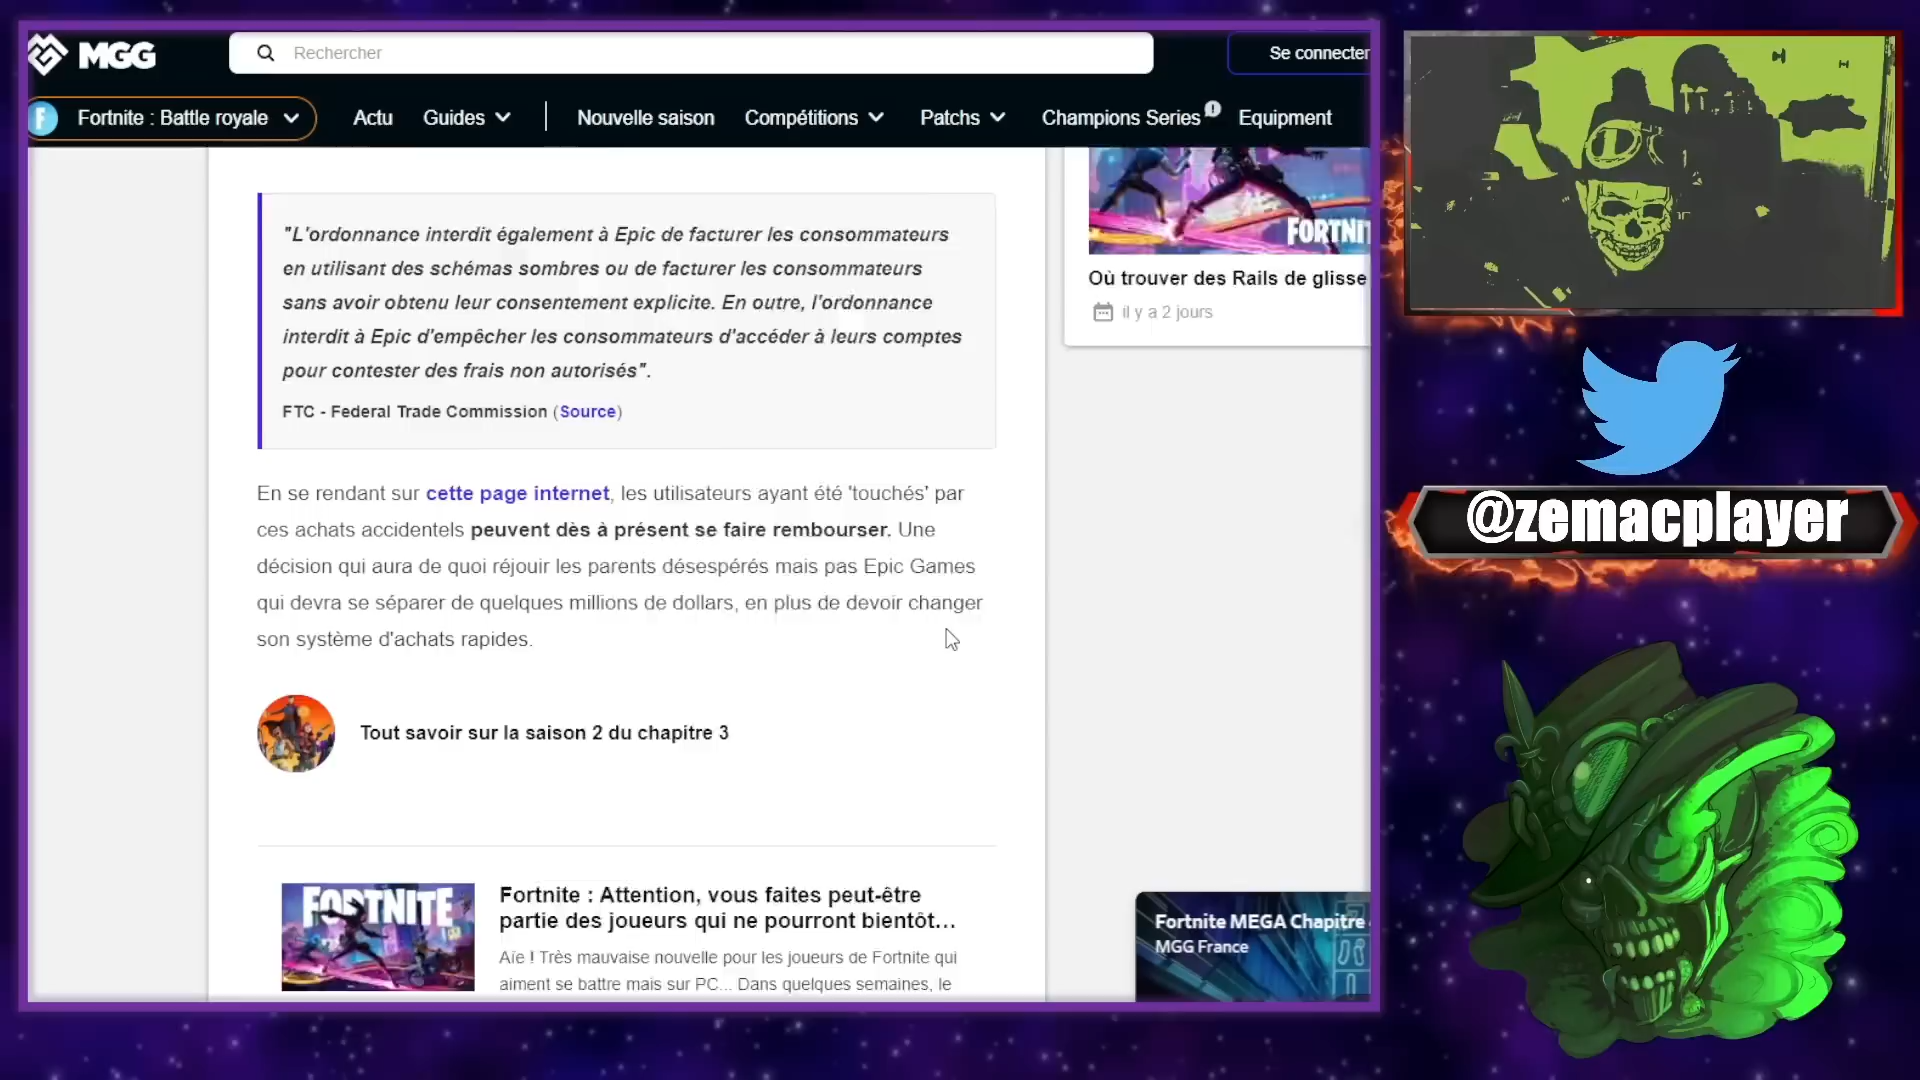 MGG
Rechercher
Se connecter
Fortnite : Battle royale
Actu
Guides
Nouvelle saison
Compétitions
Patchs
Champions Series
Equipment
"L'ordonnance interdit également à Epic de facturer les consommateurs
en utilisant des schémas sombres ou de facturer les consommateurs
sans avoir obtenu leur consentement explicite. En outre, l'ordonnance
interdit à Epic d'empêcher les consommateurs d'accéder à leurs comptes
pour contester des frais non autorisés".
FTC - Federal Trade Commission (Source)
En se rendant sur cette page internet, les utilisateurs ayant été 'touchés' par
ces achats accidentels peuvent dès à présent se faire rembourser. Une
décision qui aura de quoi réjouir les parents désespérés mais pas Epic Games
qui devra se séparer de quelques millions de dollars, en plus de devoir changer
son système d'achats rapides.
Tout savoir sur la saison 2 du chapitre 3
FORTNITE
Fortnite : Attention, vous faites peut-être
partie des joueurs qui ne pourront bientôt...
Aïe ! Très mauvaise nouvelle pour les joueurs de Fortnite qui
aiment se battre mais sur PC... Dans quelques semaines, le
FORTNIT
Où trouver des Rails de glisse
il y a 2 jours
Fortnite MEGA Chapitre
MGG France
@zemacplayer